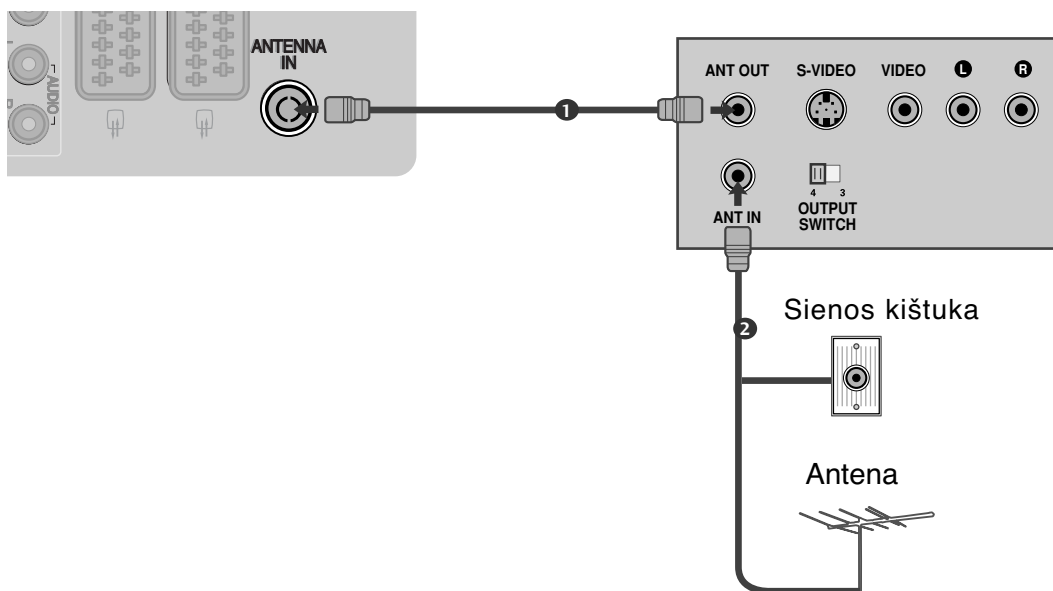 ANTENNA
IN
AUDIO
ANT OUT S-VIDEO VIDEO L R
ANT IN
4 3
OUTPUT
SWITCH
1
2
Sienos kištuka
Antena